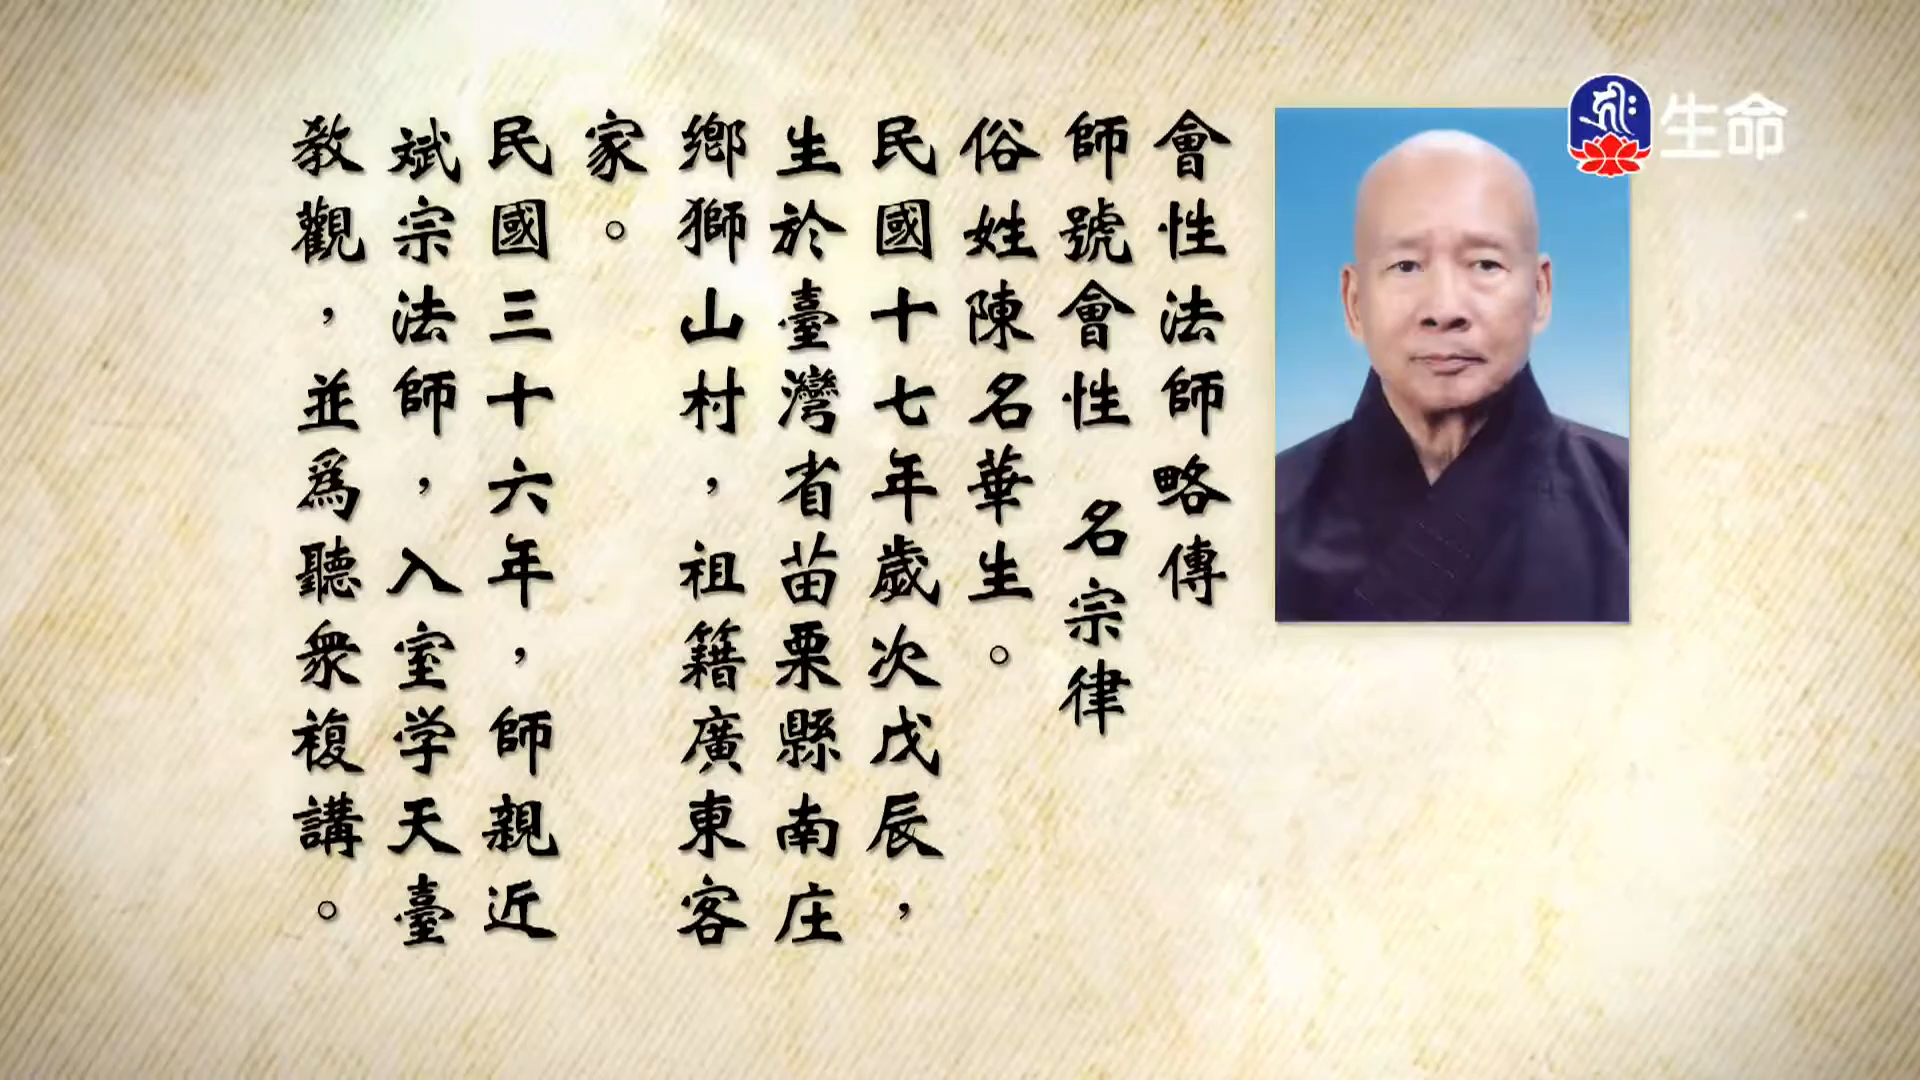 會性法師略傳
師號會性 名宗律
俗姓陳名華生。
民國十七年歲次戊辰，
生於臺灣省苗栗縣南庄
鄉獅山村，祖籍廣東客
家。
民國三十六年，師親近
斌宗法師，入室学天臺
教觀，並為聽眾複講。
生命